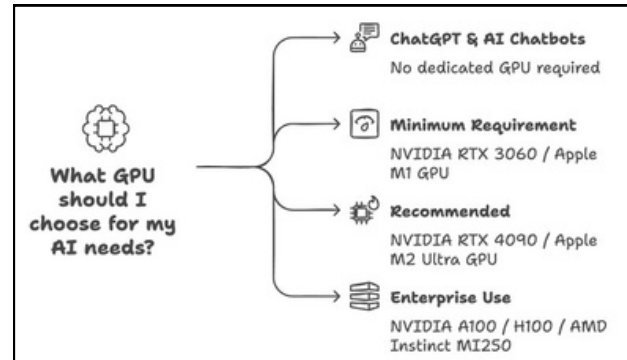 What GPU
should I
choose for my
AI needs?
ChatGPT & AI Chatbots
No dedicated GPU required
Minimum Requirement
NVIDIA RTX 3060 / Apple
M1 GPU
Recommended
NVIDIA RTX 4090 / Apple
M2 Ultra GPU
Enterprise Use
NVIDIA A100 / H100 / AMD
Instinct MI250